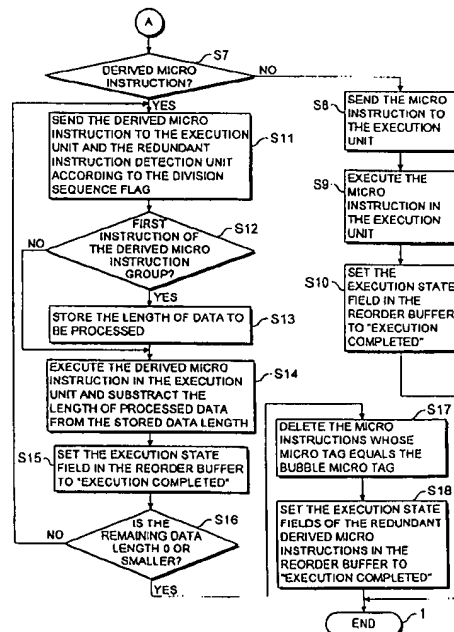 A
S7
DERIVED MICRO
INSTRUCTION?
NO
YES
SEND THE DERIVED MICRO
INSTRUCTION TO THE EXECUTION
UNIT AND THE REDUNDANT
INSTRUCTION DETECTION UNIT
ACCORDING TO THE DIVISION
SEQUENCE FLAG
S11
S8
SEND THE MICRO
INSTRUCTION TO
THE EXECUTION
UNIT
S9
EXECUTE THE
MICRO
INSTRUCTION IN
THE EXECUTION
UNIT
S10
SET THE
EXECUTION STATE
FIELD IN THE
REORDER BUFFER
TO "EXECUTION
COMPLETED"
S12
FIRST
INSTRUCTION OF
THE DERIVED MICRO
INSTRUCTION
GROUP?
NO
YES
STORE THE LENGTH OF DATA TO
BE PROCESSED
S13
EXECUTE THE DERIVED MICRO
INSTRUCTION IN THE EXECUTION
UNIT AND SUBSTRACT THE
LENGTH OF PROCESSED DATA
FROM THE STORED DATA LENGTH
S14
S15
SET THE EXECUTION STATE
FIELD IN THE REORDER BUFFER
TO "EXECUTION COMPLETED"
S16
IS THE
REMAINING DATA
LENGTH 0 OR
SMALLER?
NO
YES
S17
DELETE THE MICRO
INSTRUCTIONS WHOSE
MICRO TAG EQUALS THE
BUBBLE MICRO TAG
S18
SET THE EXECUTION STATE
FIELDS OF THE REDUNDANT
DERIVED MICRO
INSTRUCTIONS IN THE
REORDER BUFFER TO
"EXECUTION COMPLETED"
END
1